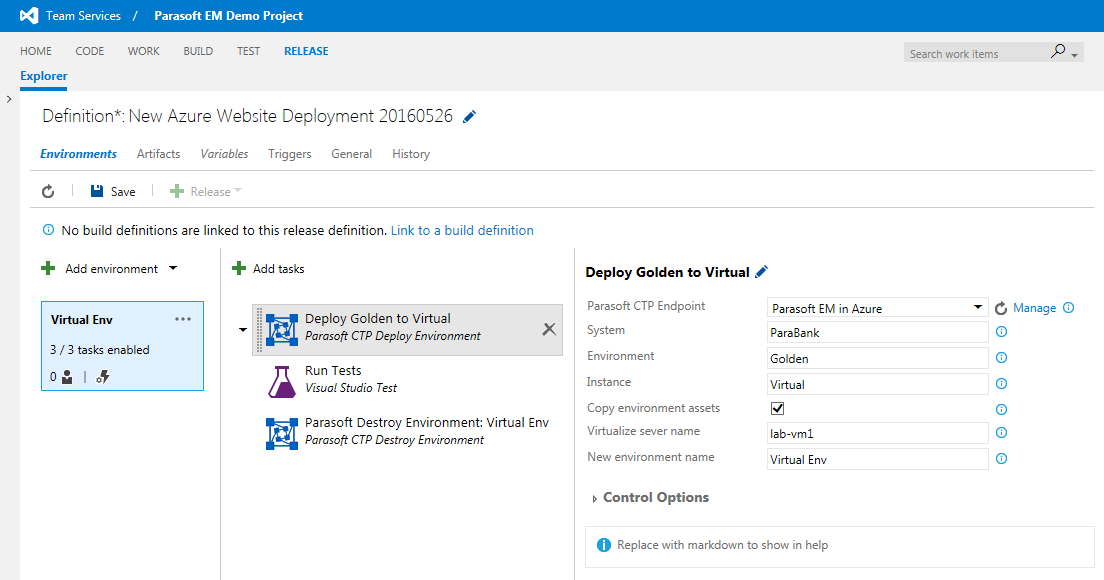 Team Services / Parasoft EM Demo Project
HOME CODE WORK BUILD TEST RELEASE
Search work items
Explorer
Definition*: New Azure Website Deployment 20160526
Environments Artifacts Variables Triggers General History
Save Release
No build definitions are linked to this release definition. Link to a build definition
Add environment
Virtual Env ...
3 / 3 tasks enabled
0 |
Add tasks
Deploy Golden to Virtual
Parasoft CTP Deploy Environment
Run Tests
Visual Studio Test
Parasoft Destroy Environment: Virtual Env
Parasoft CTP Destroy Environment
Deploy Golden to Virtual
Parasoft CTP Endpoint Parasoft EM in Azure Manage
System ParaBank
Environment Golden
Instance Virtual
Copy environment assets
Virtualize sever name lab-vm1
New environment name Virtual Env
Control Options
Replace with markdown to show in help